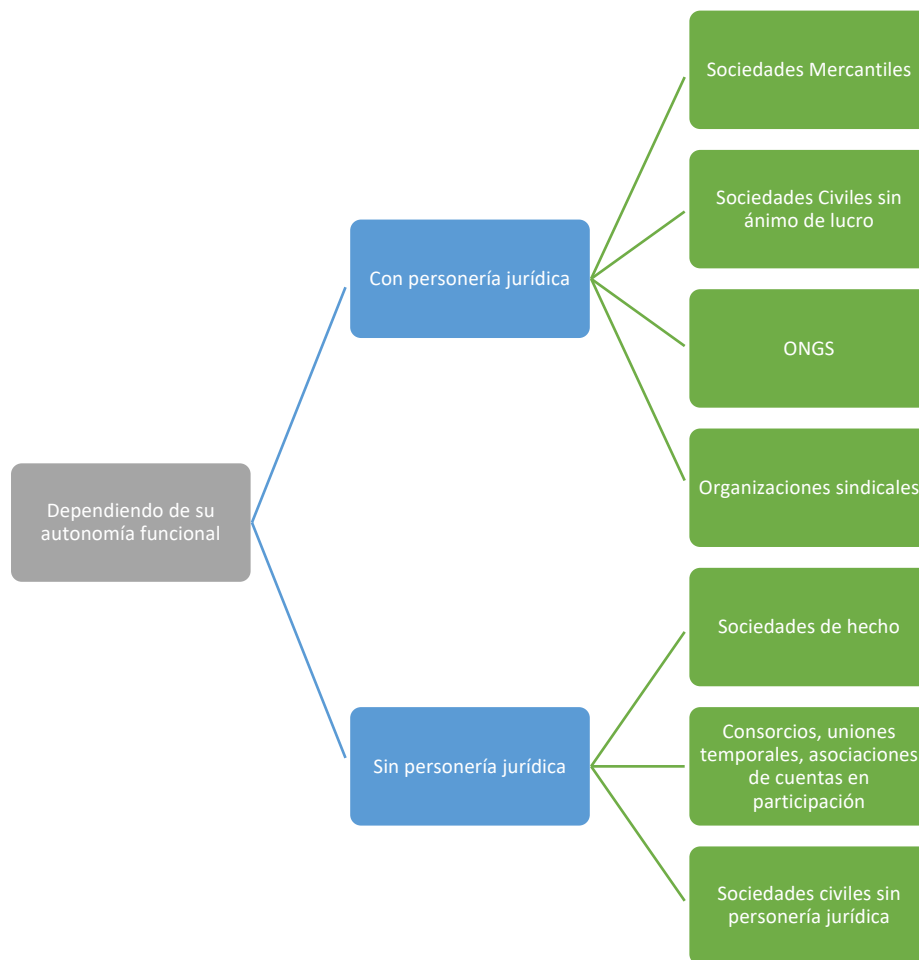 Dependiendo de su
autonomía funcional
Con personería jurídica
Sociedades Mercantiles
Sociedades Civiles sin
ánimo de lucro
ONGS
Organizaciones sindicales
Sin personería jurídica
Sociedades de hecho
Consorcios, uniones
temporales, asociaciones
de cuentas en
participación
Sociedades civiles sin
personería jurídica